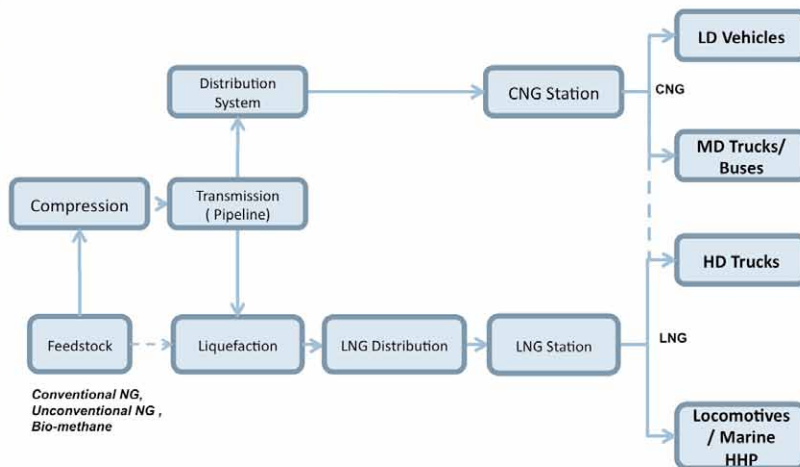 LD Vehicles
Distribution
System
CNG Station
CNG
MD Trucks/
Buses
Compression
Transmission
( Pipeline)
HD Trucks
Feedstock
Liquefaction
LNG Distribution
LNG Station
LNG
Conventional NG,
Unconventional NG ,
Bio-methane
Locomotives
/ Marine
HHP